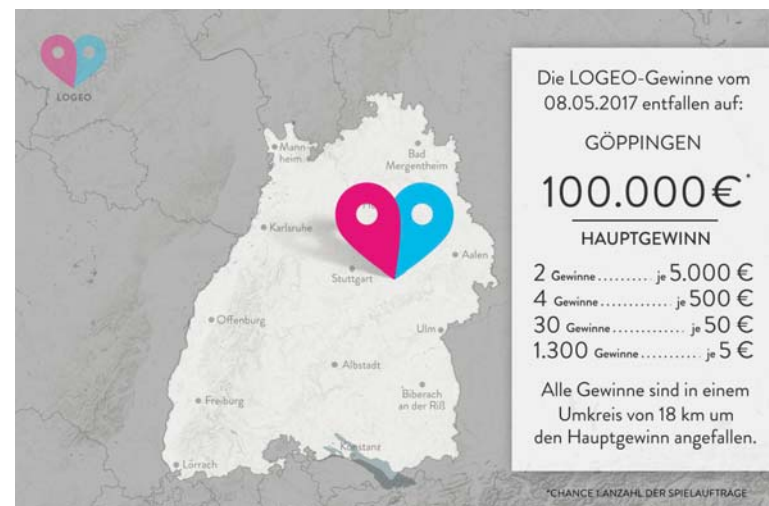 LOGEO
Mann-
heim
Bad
Mergentheim
Karlsruhe
Aalen
Stuttgart
Offenburg
Ulm
Albstadt
Biberach
an der Riß
Freiburg
Konstanz
Lörrach
Die LOGEO-Gewinne vom
08.05.2017 entfallen auf:
GÖPPINGEN
100.000 €*
HAUPTGEWINN
2 Gewinne.......... je 5.000 €
4 Gewinne............. je 500 €
30 Gewinne............. je 50 €
1.300 Gewinne............ je 5 €
Alle Gewinne sind in einem
Umkreis von 18 km um
den Hauptgewinn angefallen.
*CHANCE 1:ANZAHL DER SPIELAUFTRÄGE